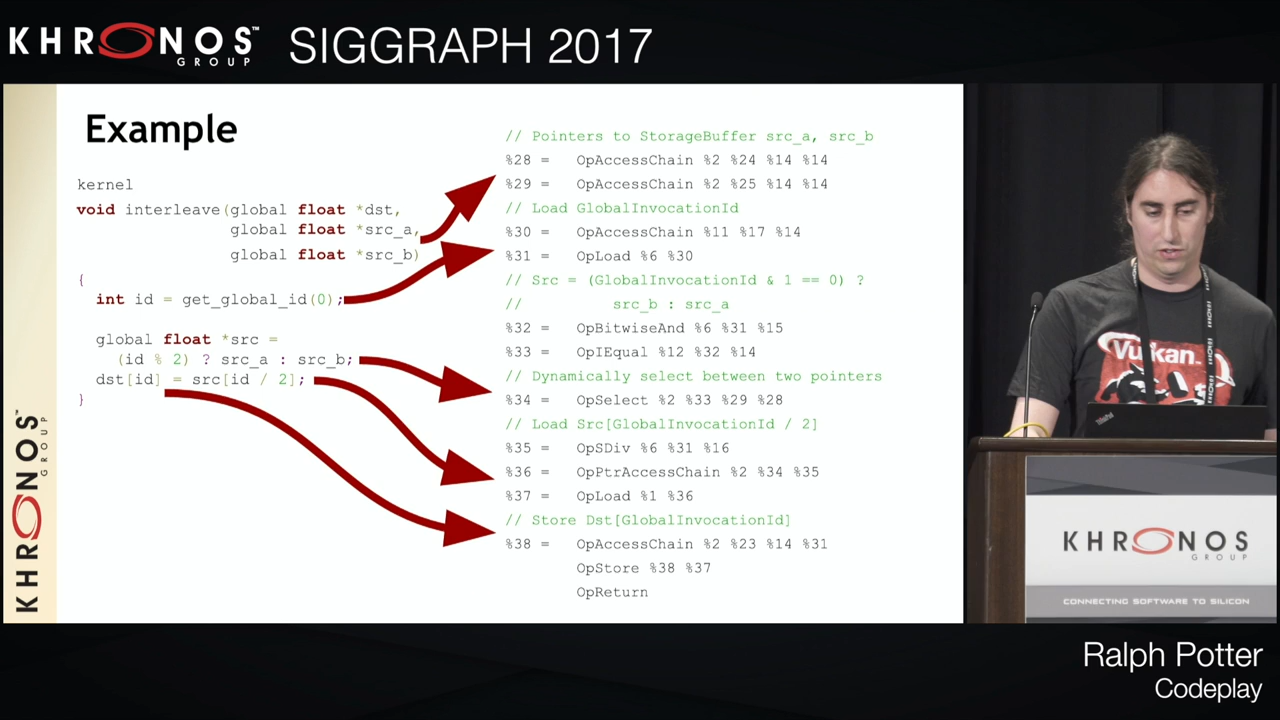 KHRONOS™ GROUP SIGGRAPH 2017
Example
kernel
void interleave(global float *dst,
global float *src_a,
global float *src_b)
{
int id = get_global_id(0);
global float *src =
(id % 2) ? src_a : src_b;
dst[id] = src[id / 2];
}
// Pointers to StorageBuffer src_a, src_b
%28 = OpAccessChain %2 %24 %14 %14
%29 = OpAccessChain %2 %25 %14 %14
// Load GlobalInvocationId
%30 = OpAccessChain %11 %17 %14
%31 = OpLoad %6 %30
// Src = (GlobalInvocationId & 1 == 0) ?
// src_b : src_a
%32 = OpBitwiseAnd %6 %31 %15
%33 = OpIEqual %12 %32 %14
// Dynamically select between two pointers
%34 = OpSelect %2 %33 %29 %28
// Load Src[GlobalInvocationId / 2]
%35 = OpSDiv %6 %31 %16
%36 = OpPtrAccessChain %2 %34 %35
%37 = OpLoad %1 %36
// Store Dst[GlobalInvocationId]
%38 = OpAccessChain %2 %23 %14 %31
OpStore %38 %37
OpReturn
KHRONOS™
GROUP
Vulkan
ThinkPad
KHRONOS
GROUP
CONNECTING SOFTWARE TO SILICON
Ralph Potter
Codeplay